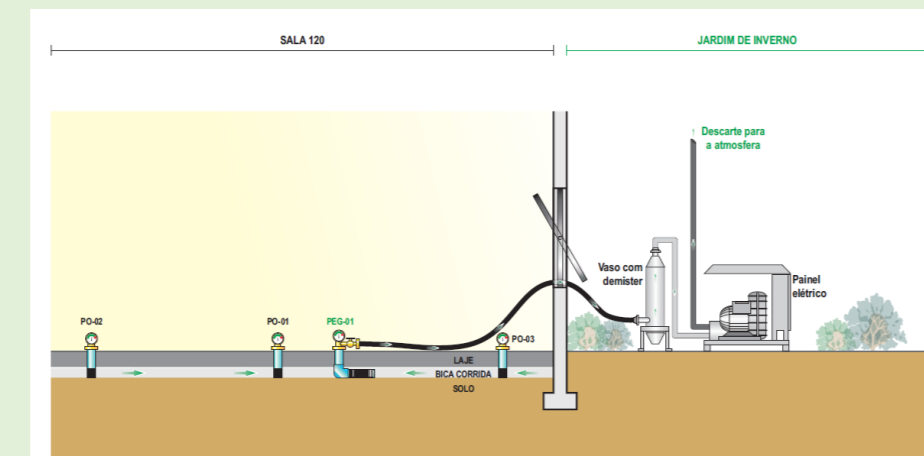 SALA 120
JARDIM DE INVERNO
Descarte para
a atmosfera
Vaso com
demister
Painel
elétrico
PO-02
PO-01
PEG-01
PO-03
LAJE
BICA CORRIDA
SOLO